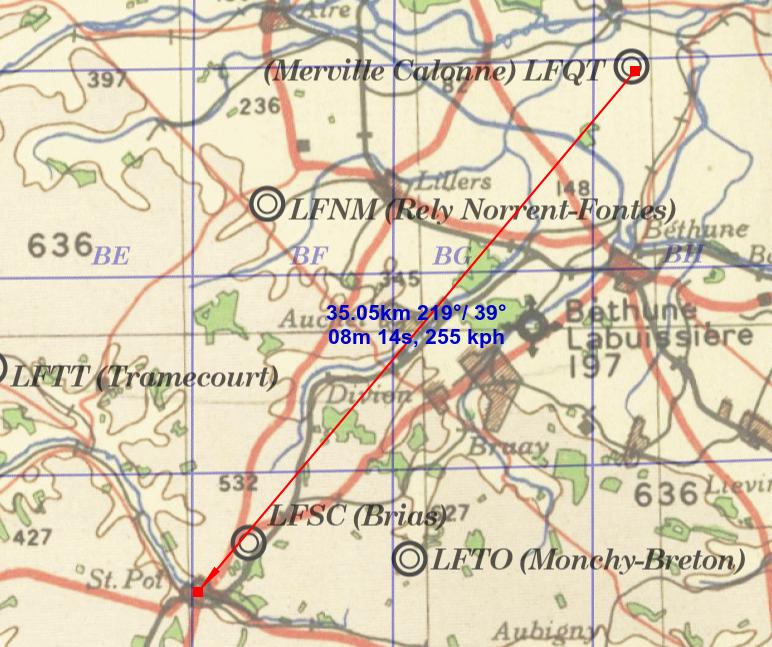 Aire
(Merville Calonne) LFQT
397
82
236
Lillers
148
LFNM (Rely Norrent-Fontes)
Béthune
636
BE
BF
BG
BH
345
35.05km 219°/ 39°
08m 14s, 255 kph
Béthune
Labuissière
197
LFTT (Tramecourt)
Division
Bruay
532
636
Lievin
LFSC (Brias)
427
LFTO (Monchy-Breton)
St. Pol
Aubigny